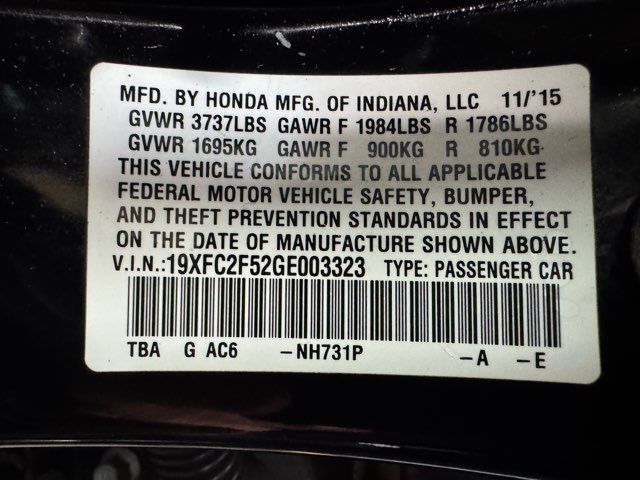 MFD. BY HONDA MFG. OF INDIANA, LLC 11/'15
GVWR 3737LBS GAWR F 1984LBS R 1786LBS
GVWR 1695KG GAWR F 900KG R 810KG
THIS VEHICLE CONFORMS TO ALL APPLICABLE
FEDERAL MOTOR VEHICLE SAFETY, BUMPER,
AND THEFT PREVENTION STANDARDS IN EFFECT
ON THE DATE OF MANUFACTURE SHOWN ABOVE.
V.I.N.:19XFC2F52GE003323 TYPE: PASSENGER CAR
TBA G AC6 -NH731P -A -E